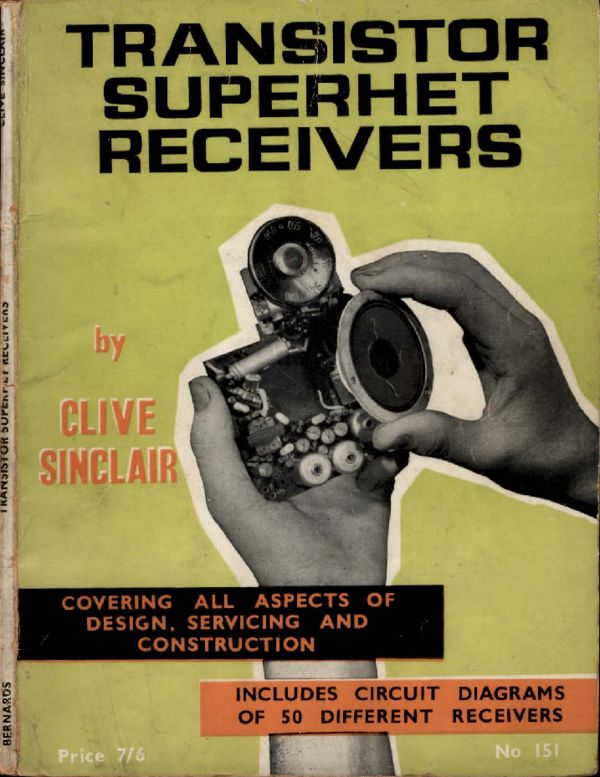 TRANSISTOR
SUPERHET
RECEIVERS
by
CLIVE
SINCLAIR
COVERING ALL ASPECTS OF
DESIGN, SERVICING AND
CONSTRUCTION
INCLUDES CIRCUIT DIAGRAMS
OF 50 DIFFERENT RECEIVERS
Price 7/6
No 151
CLIVE SINCLAIR
TRANSISTOR SUPERHET RECEIVERS
BERNARDS